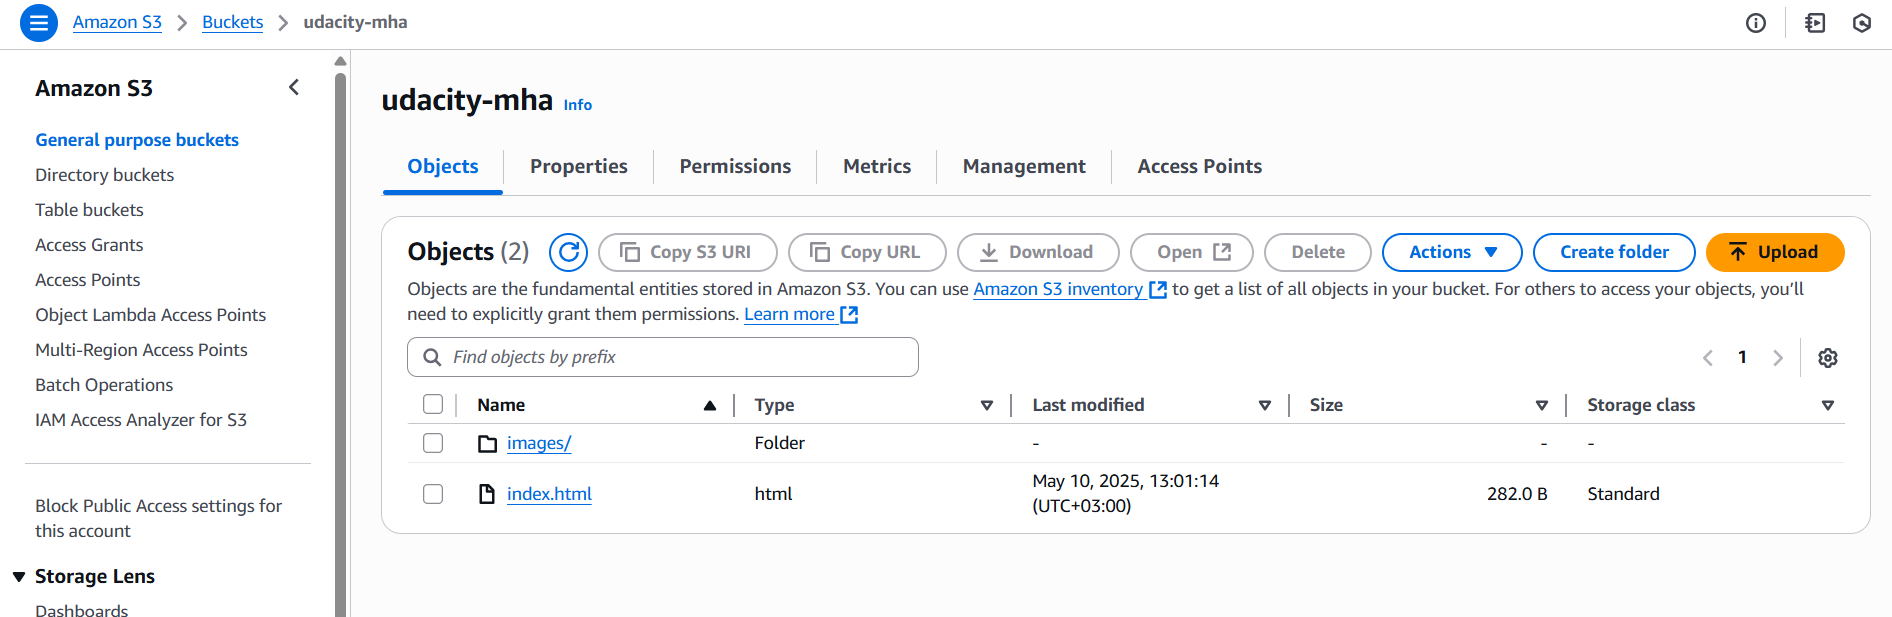 Amazon S3 > Buckets > udacity-mha
Amazon S3
General purpose buckets
Directory buckets
Table buckets
Access Grants
Access Points
Object Lambda Access Points
Multi-Region Access Points
Batch Operations
IAM Access Analyzer for S3
Block Public Access settings for
this account
Storage Lens
Dashboards
udacity-mha Info
Objects Properties Permissions Metrics Management Access Points
Objects (2) Copy S3 URI Copy URL Download Open Delete Actions Create folder Upload
Objects are the fundamental entities stored in Amazon S3. You can use Amazon S3 inventory to get a list of all objects in your bucket. For others to access your objects, you’ll
need to explicitly grant them permissions. Learn more
Find objects by prefix
1
Name Type Last modified Size Storage class
images/ Folder - - -
index.html html May 10, 2025, 13:01:14 (UTC+03:00) 282.0 B Standard